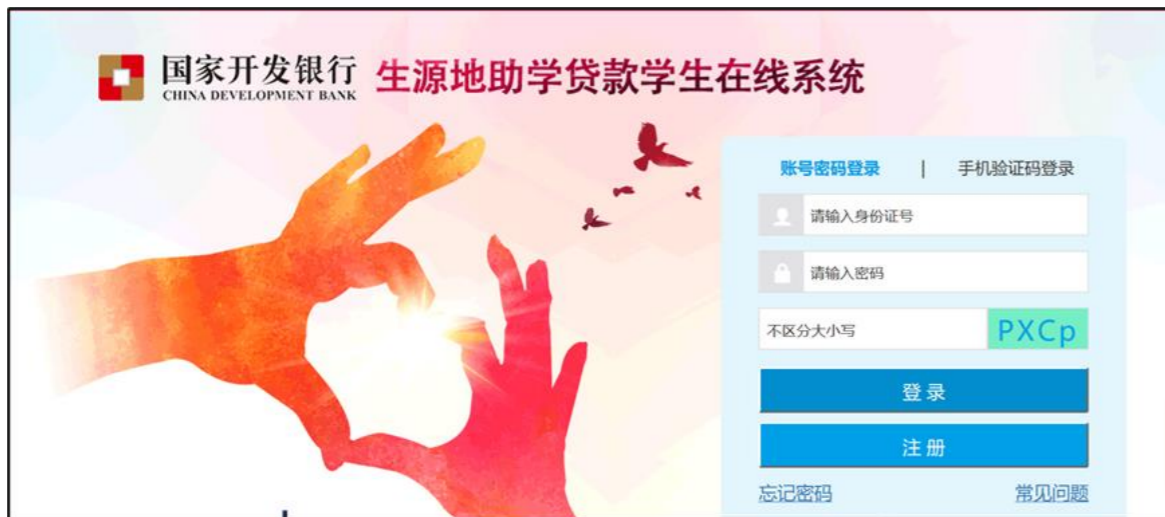 国家开发银行 生源地助学贷款学生在线系统
CHINA DEVELOPMENT BANK
账号密码登录 | 手机验证码登录
请输入身份证号
请输入密码
不区分大小写 PXCp
登录
注册
忘记密码 常见问题